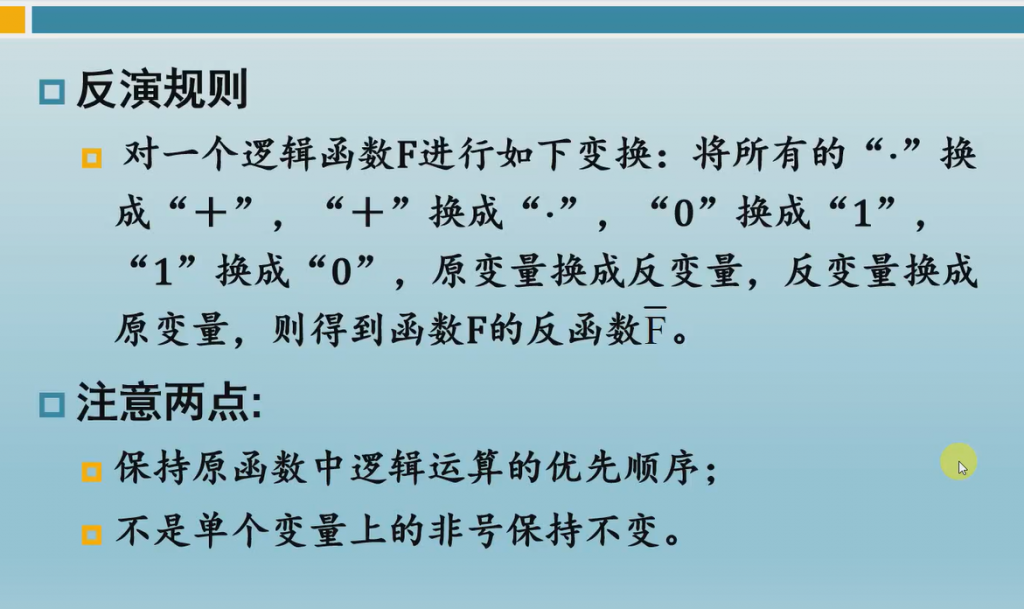 反演规则
对一个逻辑函数F进行如下变换：将所有的“·”换
成“＋”，“＋”换成“·”，“0”换成“1”，
“1”换成“0”，原变量换成反变量，反变量换成
原变量，则得到函数F的反函数F̅。
注意两点:
保持原函数中逻辑运算的优先顺序；
不是单个变量上的非号保持不变。